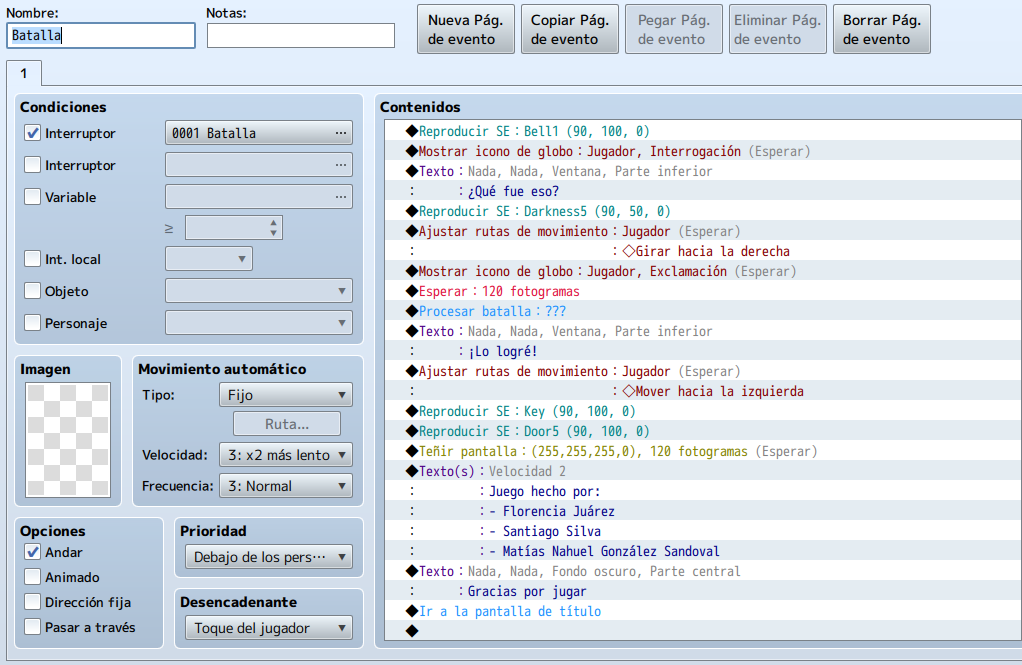 Nombre:
Batalla
Notas:
Nueva Pág.
de evento
Copiar Pág.
de evento
Pegar Pág.
de evento
Eliminar Pág.
de evento
Borrar Pág.
de evento
1
Condiciones
Interruptor
0001 Batalla
...
Interruptor
...
Variable
...
≥
Int. local
Objeto
Personaje
Imagen
Movimiento automático
Tipo:
Fijo
Ruta...
Velocidad:
3: x2 más lento
Frecuencia:
3: Normal
Opciones
Andar
Animado
Dirección fija
Pasar a través
Prioridad
Debajo de los pers...
Desencadenante
Toque del jugador
Contenidos
◆Reproducir SE：Bell1 (90, 100, 0)
◆Mostrar icono de globo：Jugador, Interrogación (Esperar)
◆Texto：Nada, Nada, Ventana, Parte inferior
：　　：¿Qué fue eso?
◆Reproducir SE：Darkness5 (90, 50, 0)
◆Ajustar rutas de movimiento：Jugador (Esperar)
：　　：◇Girar hacia la derecha
◆Mostrar icono de globo：Jugador, Exclamación (Esperar)
◆Esperar：120 fotogramas
◆Procesar batalla：???
◆Texto：Nada, Nada, Ventana, Parte inferior
：　　：¡Lo logré!
◆Ajustar rutas de movimiento：Jugador (Esperar)
：　　：◇Mover hacia la izquierda
◆Reproducir SE：Key (90, 100, 0)
◆Reproducir SE：Door5 (90, 100, 0)
◆Teñir pantalla：(255,255,255,0), 120 fotogramas (Esperar)
◆Texto(s)：Velocidad 2
：　　：Juego hecho por:
：　　：- Florencia Juárez
：　　：- Santiago Silva
：　　：- Matías Nahuel González Sandoval
◆Texto：Nada, Nada, Fondo oscuro, Parte central
：　　：Gracias por jugar
◆Ir a la pantalla de título
◆